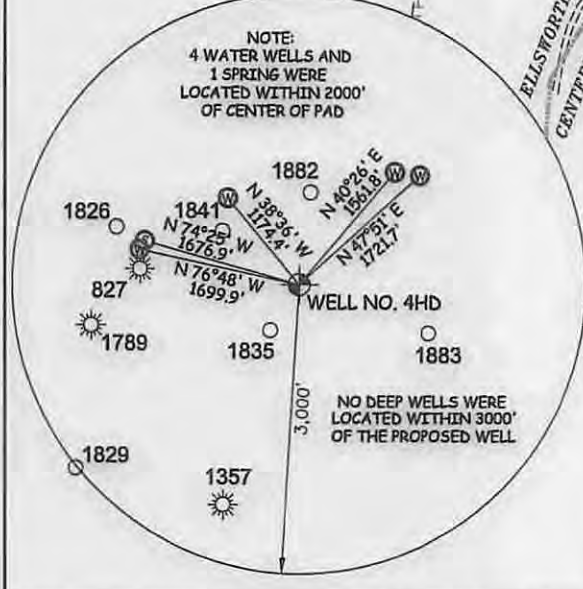 NOTE:
4 WATER WELLS AND
1 SPRING WERE
LOCATED WITHIN 2000'
OF CENTER OF PAD
ELLSWORTH
CENTER
1882
W
W
W
N 40°26' E
1561.8'
N 47°51' E
1721.7'
N 38°36' W
1174.4'
1826
1841
N 74°25' W
1676.9'
S
W
N 76°48' W
1699.9'
827
WELL NO. 4HD
1789
1835
1883
3,000'
NO DEEP WELLS WERE
LOCATED WITHIN 3000'
OF THE PROPOSED WELL
1829
1357